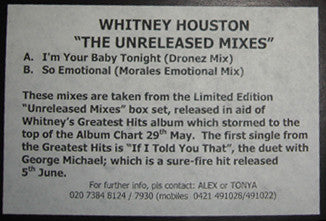 WHITNEY HOUSTON
"THE UNRELEASED MIXES"
A. I'm Your Baby Tonight (Dronez Mix)
B. So Emotional (Morales Emotional Mix)
These mixes are taken from the Limited Edition
"Unreleased Mixes" box set, released in aid of
Whitney's Greatest Hits album which stormed to the
top of the Album Chart 29th May. The first single from
the Greatest Hits is "If I Told You That", the duet with
George Michael; which is a sure-fire hit released
5th June.
For further info, pls contact: ALEX or TONYA
020 7384 8124 / 7930 (mobiles 0421 491028/491022)